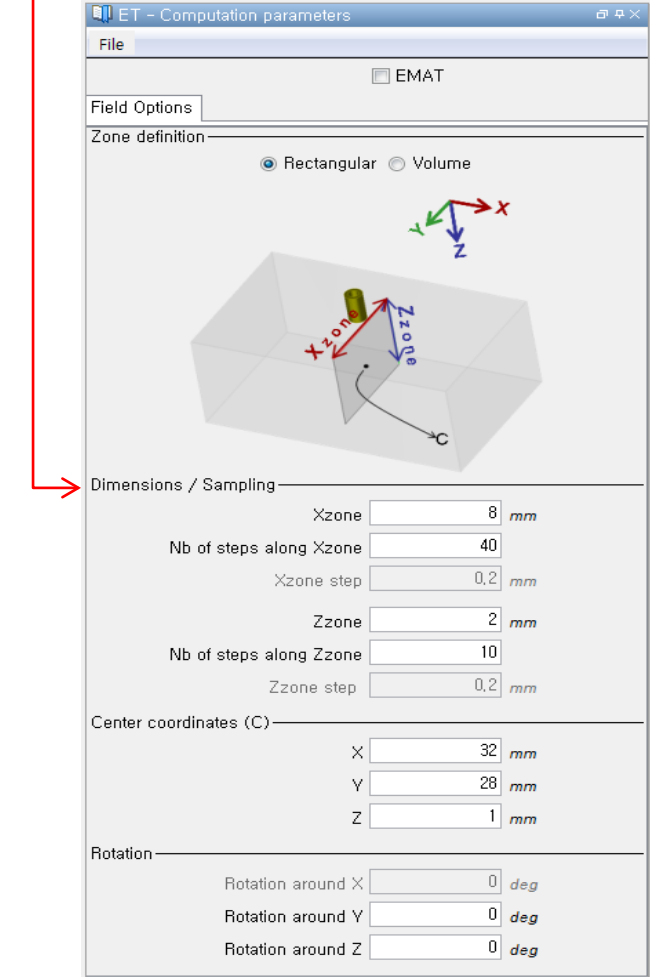 ET - Computation parameters
File
EMAT
Field Options
Zone definition
Rectangular Volume
X
Y
Z
Xzone
Zzone
C
Dimensions / Sampling
Xzone 8 mm
Nb of steps along Xzone 40
Xzone step 0,2 mm
Zzone 2 mm
Nb of steps along Zzone 10
Zzone step 0,2 mm
Center coordinates (C)
X 32 mm
Y 28 mm
Z 1 mm
Rotation
Rotation around X 0 deg
Rotation around Y 0 deg
Rotation around Z 0 deg